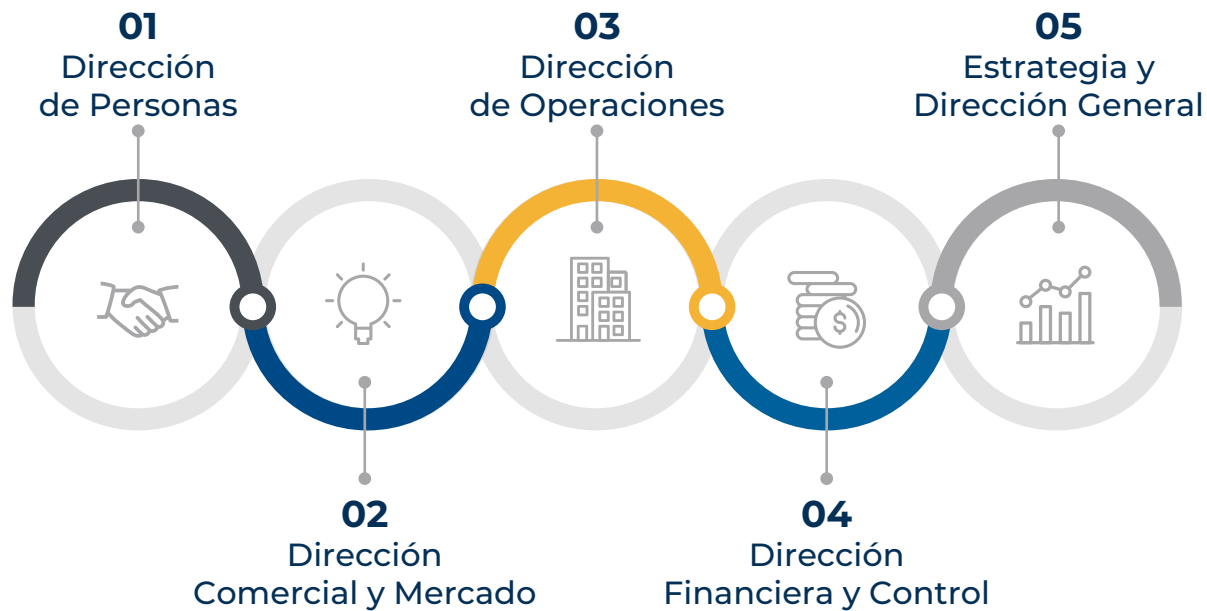 01
Dirección
de Personas
02
Dirección
Comercial y Mercado
03
Dirección
de Operaciones
04
Dirección
Financiera y Control
05
Estrategia y
Dirección General
$